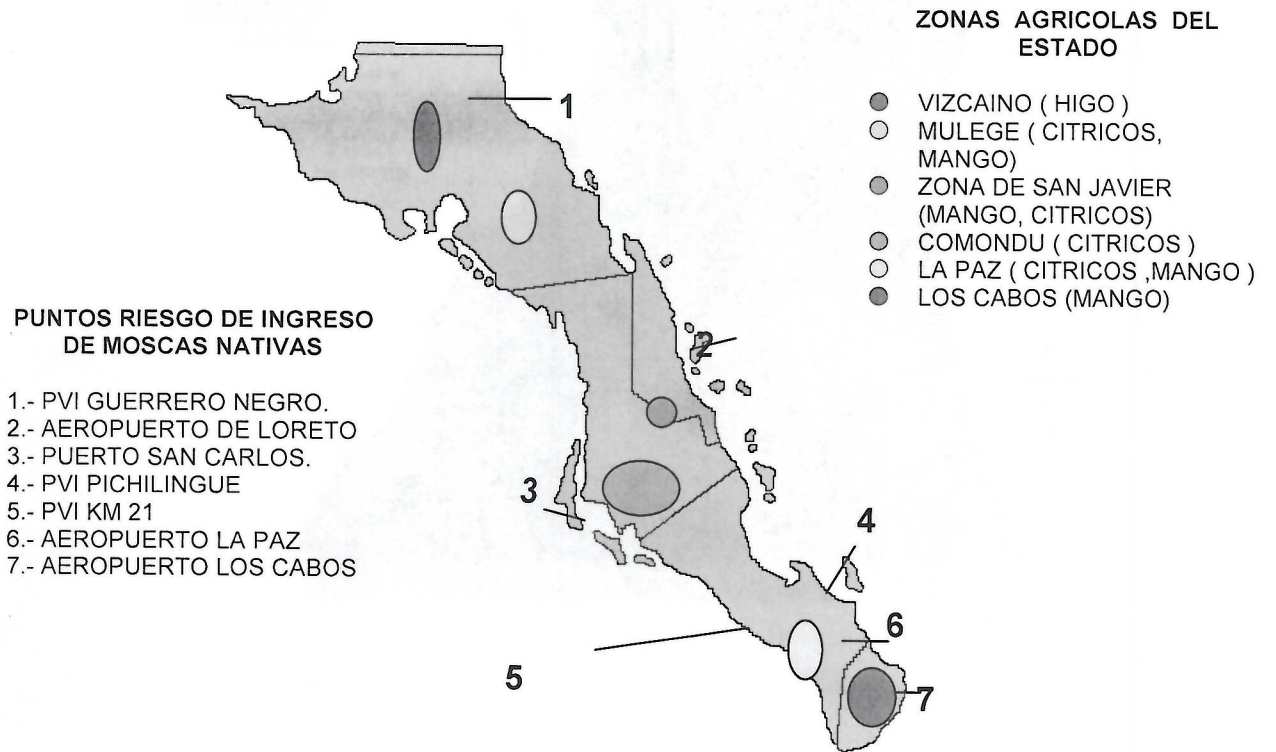 ZONAS AGRICOLAS DEL
ESTADO
VIZCAINO ( HIGO )
MULEGE ( CITRICOS,
MANGO)
ZONA DE SAN JAVIER
(MANGO, CITRICOS)
COMONDU ( CITRICOS )
LA PAZ ( CITRICOS ,MANGO )
LOS CABOS (MANGO)
PUNTOS RIESGO DE INGRESO
DE MOSCAS NATIVAS
1.- PVI GUERRERO NEGRO.
2.- AEROPUERTO DE LORETO
3.- PUERTO SAN CARLOS.
4.- PVI PICHILINGUE
5.- PVI KM 21
6.- AEROPUERTO LA PAZ
7.- AEROPUERTO LOS CABOS
1
2
3
4
5
6
7